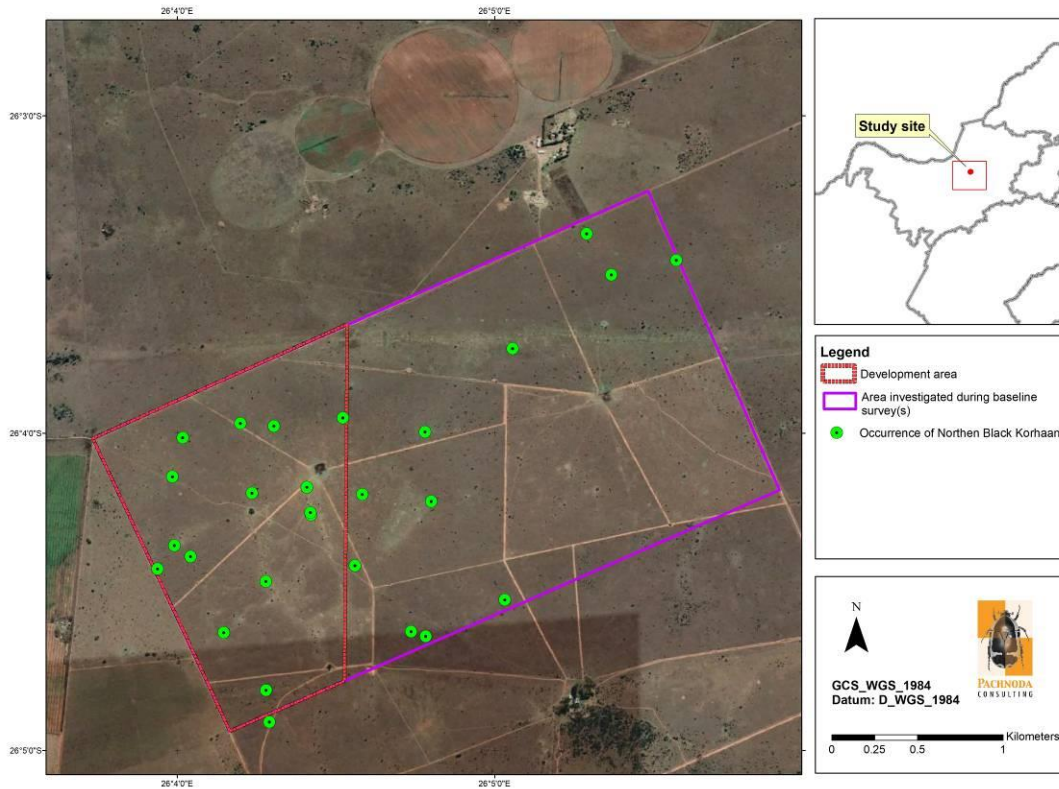 26°4'0"E
26°5'0"E
26°3'0"S
26°4'0"S
26°5'0"S
26°4'0"E
26°5'0"E
Study site
Legend
Development area
Area investigated during baseline
survey(s)
Occurrence of Northen Black Korhaan
N
PACHNODA
CONSULTING
GCS_WGS_1984
Datum: D_WGS_1984
0 0.25 0.5 1 Kilometers